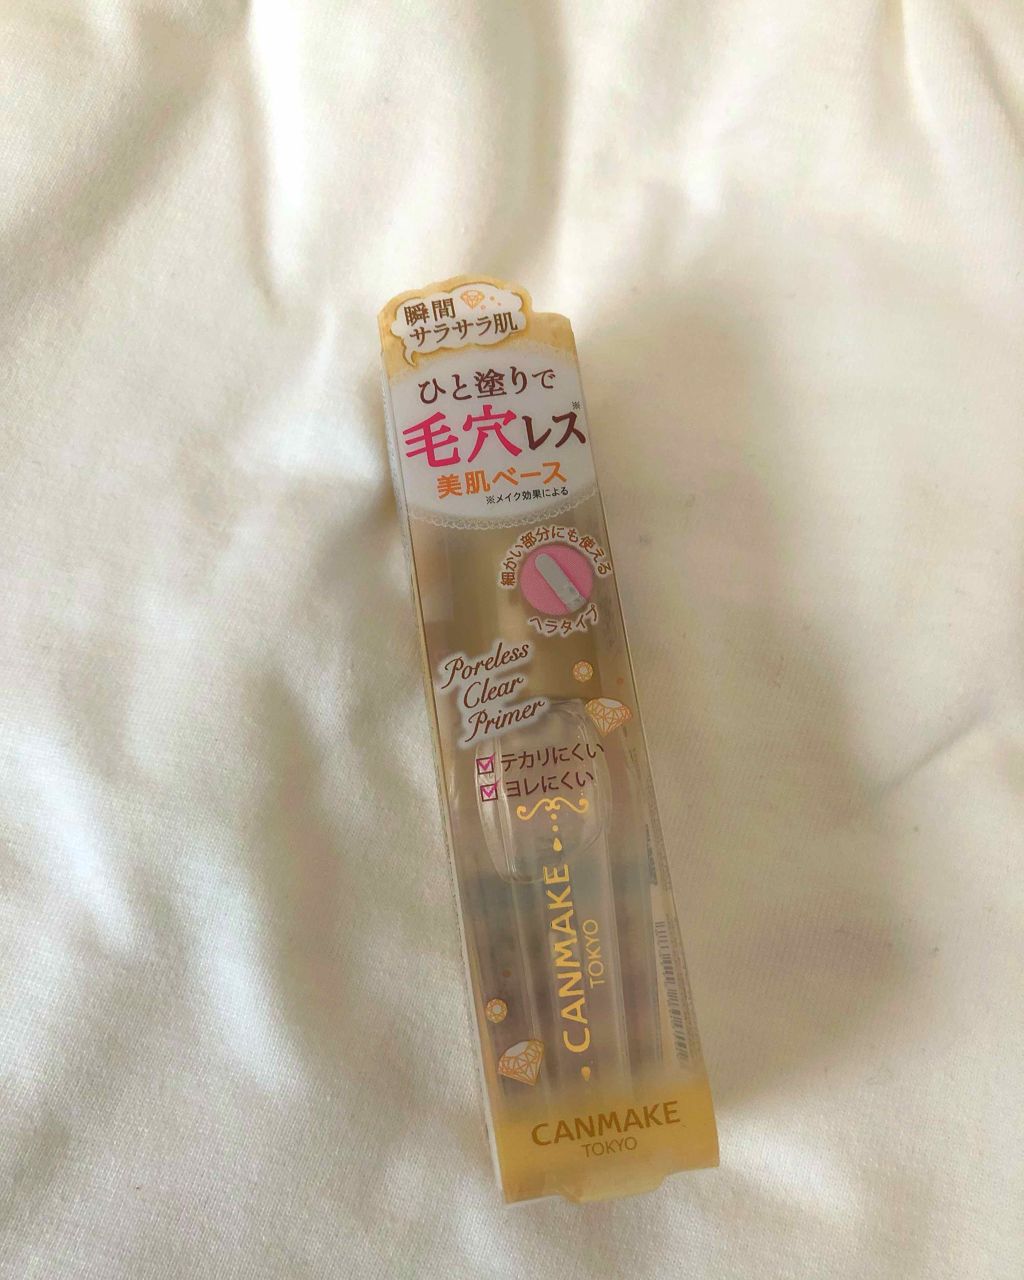 瞬間
サラサラ肌
ひと塗りで
毛穴レス※
美肌ベース
※メイク効果による
細かい部分にも使える
ヘラタイプ
Poreless
Clear
Primer
テカリにくい
ヨレにくい
CANMAKE
TOKYO
CANMAKE
TOKYO